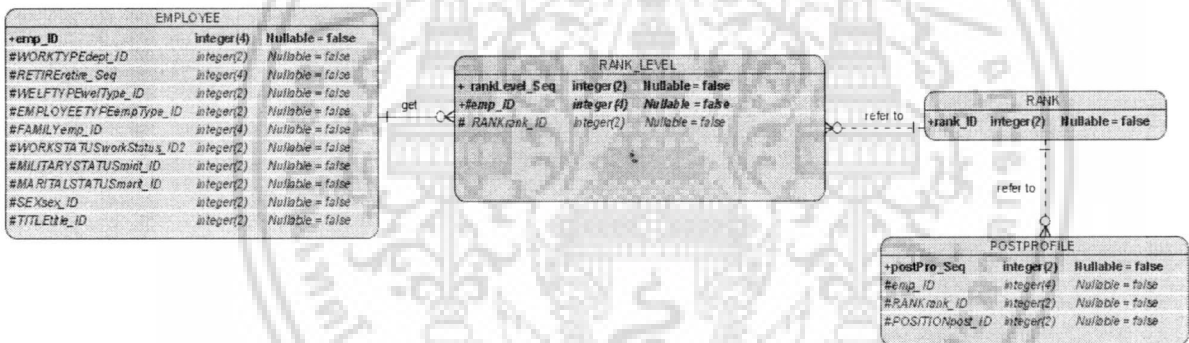 EMPLOYEE
+emp_ID integer(4) Nullable = false
#WORKTYPEdept_ID integer(2) Nullable = false
#RETIREretire_Seq integer(4) Nullable = false
#WELFTYPEwelType_ID integer(2) Nullable = false
#EMPLOYEETYPEempType_ID integer(2) Nullable = false
#FAMILYemp_ID integer(4) Nullable = false
#WORKSTATUSworkStatus_ID2 integer(2) Nullable = false
#MILITARYSTATUSmint_ID integer(2) Nullable = false
#MARITALSTATUSmarit_ID integer(2) Nullable = false
#SEXsex_ID integer(2) Nullable = false
#TITLEtitle_ID integer(2) Nullable = false
get
RANK_LEVEL
+ rankLevel_Seq integer(2) Nullable = false
+#emp_ID integer(4) Nullable = false
# RANKrank_ID integer(2) Nullable = false
refer to
RANK
+rank_ID integer(2) Nullable = false
refer to
POSTPROFILE
+postPro_Seq integer(2) Nullable = false
#emp_ID integer(4) Nullable = false
#RANKrank_ID integer(2) Nullable = false
#POSITIONpost_ID integer(2) Nullable = false